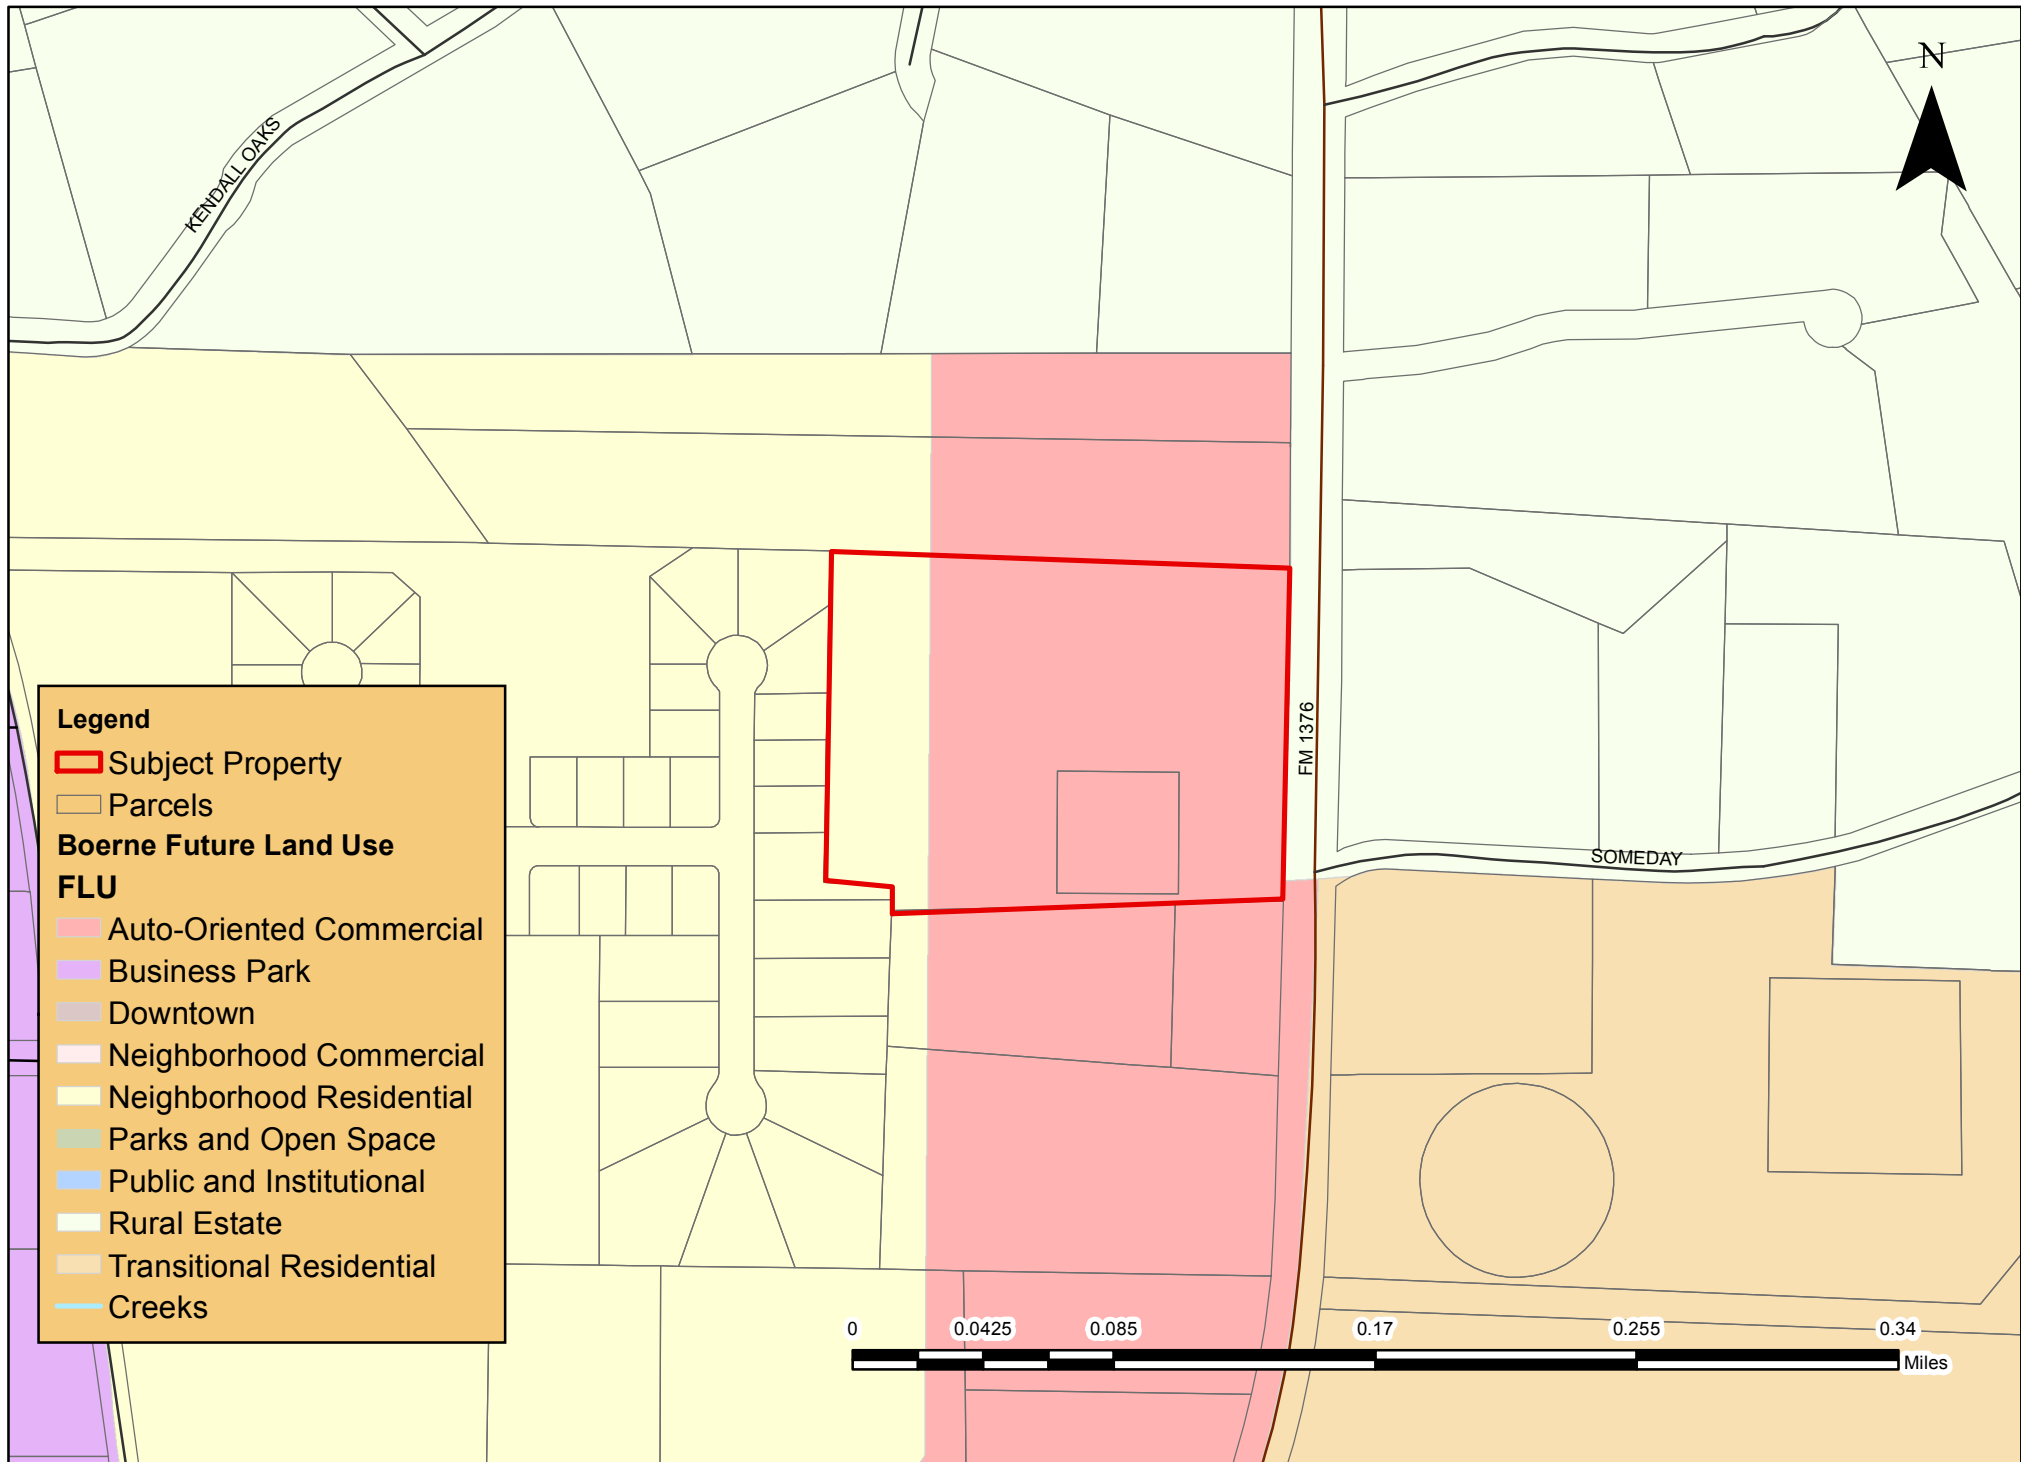 N
KENDALL OAKS
FM 1376
SOMEDAY
Legend
Subject Property
Parcels
Boerne Future Land Use
FLU
Auto-Oriented Commercial
Business Park
Downtown
Neighborhood Commercial
Neighborhood Residential
Parks and Open Space
Public and Institutional
Rural Estate
Transitional Residential
Creeks
0 0.0425 0.085 0.17 0.255 0.34
Miles